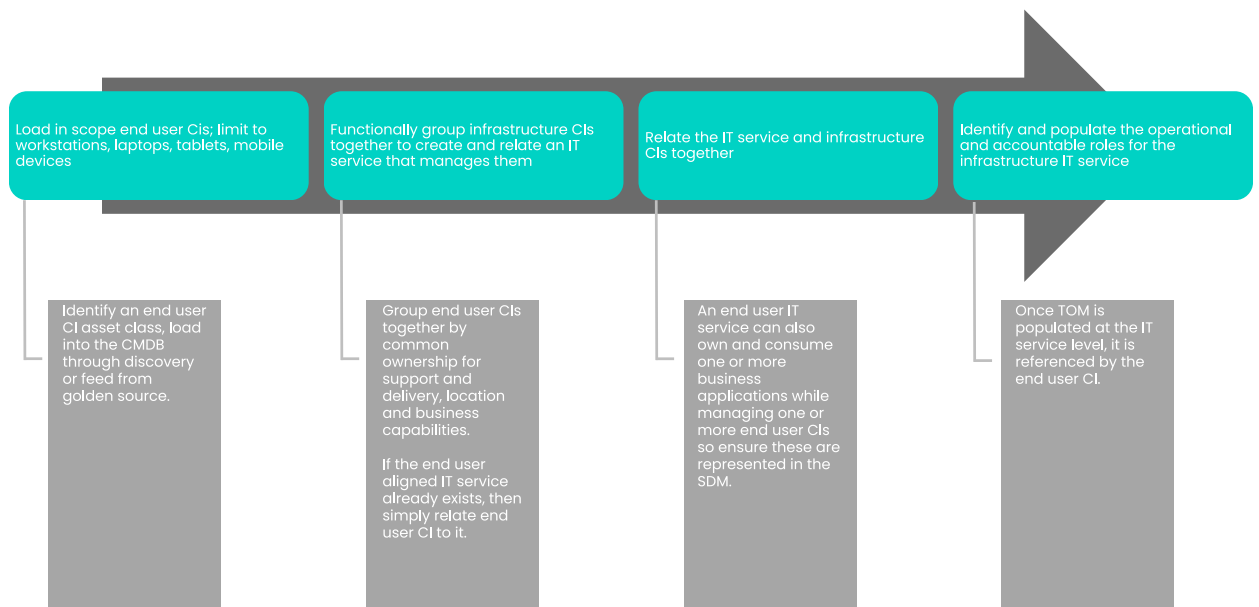 Load in scope end user Cis; limit to
workstations, laptops, tablets, mobile
devices
Functionally group infrastructure CIs
together to create and relate an IT
service that manages them
Relate the IT service and infrastructure
CIs together
Identify and populate the operational
and accountable roles for the
infrastructure IT service
Identify an end user
CI asset class, load
into the CMDB
through discovery
or feed from
golden source.
Group end user CIs
together by
common
ownership for
support and
delivery, location
and business
capabilities.
If the end user
aligned IT service
already exists, then
simply relate end
user CI to it.
An end user IT
service can also
own and consume
one or more
business
applications while
managing one or
more end user CIs
so ensure these are
represented in the
SDM.
Once TOM is
populated at the IT
service level, it is
referenced by the
end user CI.